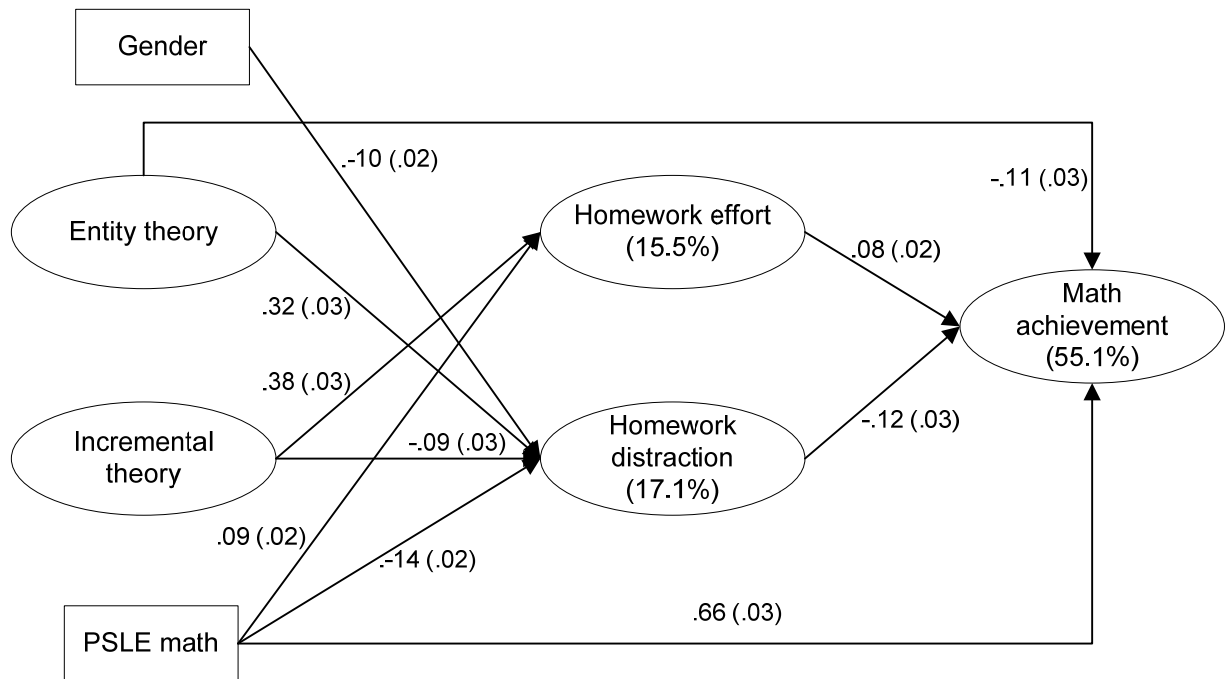 Gender
.-10 (.02)
-.11 (.03)
Entity theory
Homework effort
(15.5%)
.08 (.02)
.32 (.03)
Math
achievement
(55.1%)
.38 (.03)
Incremental
theory
-.09 (.03)
Homework
distraction
(17.1%)
-.12 (.03)
.09 (.02)
.-14 (.02)
.66 (.03)
PSLE math